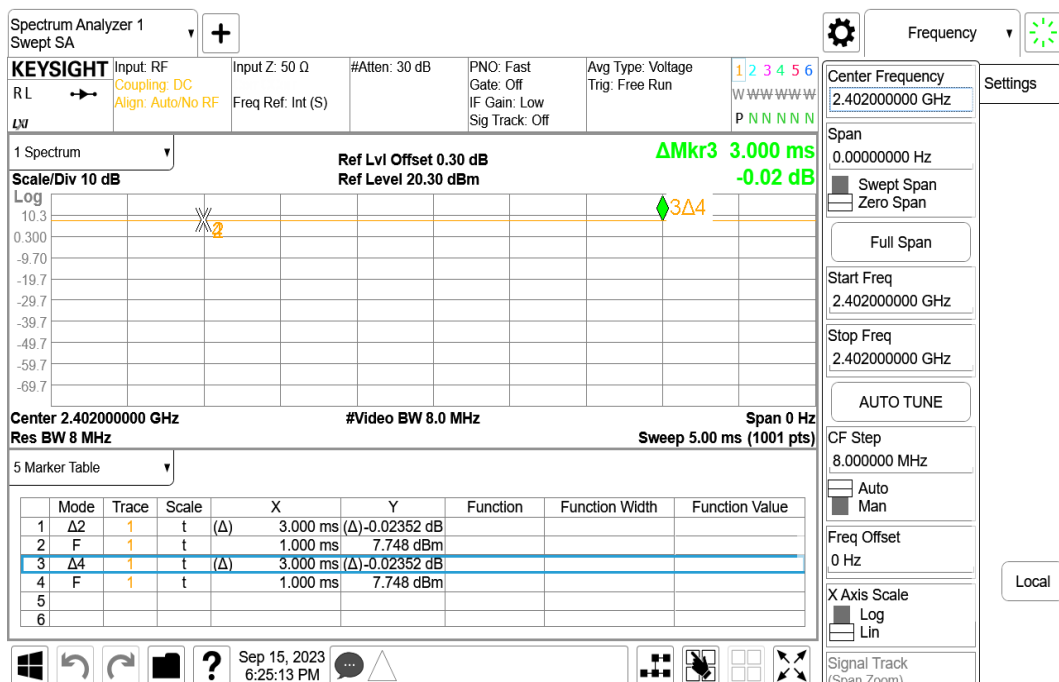 Spectrum Analyzer 1
Swept SA
Frequency
KEYSIGHT
Input: RF
Input Z: 50 Ω
#Atten: 30 dB
PNO: Fast
Avg Type: Voltage
1 2 3 4 5 6
R L
Coupling: DC
Gate: Off
Trig: Free Run
Align: Auto/No RF
Freq Ref: Int (S)
IF Gain: Low
W W W W W W
LXI
Sig Track: Off
P N N N N N
1 Spectrum
Ref Lvl Offset 0.30 dB
ΔMkr3 3.000 ms
Scale/Div 10 dB
Ref Level 20.30 dBm
-0.02 dB
Log
10.3
0.300
-9.70
-19.7
-29.7
-39.7
-49.7
-59.7
-69.7
3Δ4
Center 2.402000000 GHz
#Video BW 8.0 MHz
Span 0 Hz
Res BW 8 MHz
Sweep 5.00 ms (1001 pts)
5 Marker Table
Mode Trace Scale X Y Function Function Width Function Value
1 Δ2 1 t (Δ) 3.000 ms (Δ) -0.02352 dB
2 F 1 t 1.000 ms 7.748 dBm
3 Δ4 1 t (Δ) 3.000 ms (Δ) -0.02352 dB
4 F 1 t 1.000 ms 7.748 dBm
5
6
Sep 15, 2023
6:25:13 PM
Center Frequency
2.402000000 GHz
Settings
Span
0.00000000 Hz
Swept Span
Zero Span
Full Span
Start Freq
2.402000000 GHz
Stop Freq
2.402000000 GHz
AUTO TUNE
CF Step
8.000000 MHz
Auto
Man
Freq Offset
0 Hz
Local
X Axis Scale
Log
Lin
Signal Track
(Span Zoom)